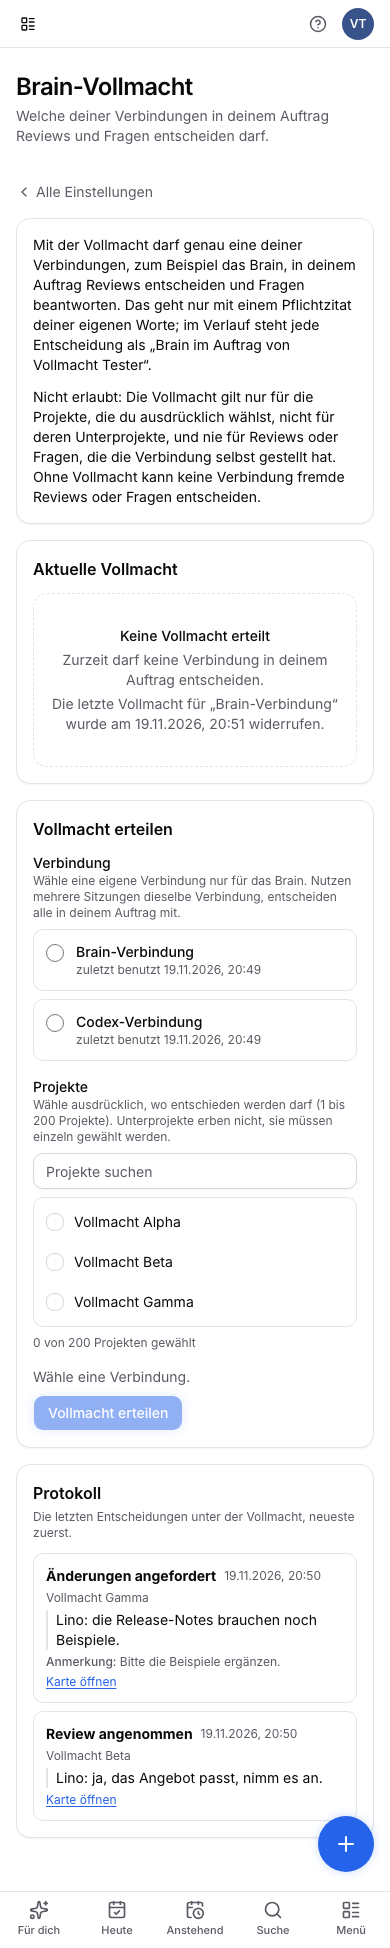 VT
Brain-Vollmacht
Welche deiner Verbindungen in deinem Auftrag
Reviews und Fragen entscheiden darf.
Alle Einstellungen
Mit der Vollmacht darf genau eine deiner
Verbindungen, zum Beispiel das Brain, in deinem
Auftrag Reviews entscheiden und Fragen
beantworten. Das geht nur mit einem Pflichtzitat
deiner eigenen Worte; im Verlauf steht jede
Entscheidung als „Brain im Auftrag von
Vollmacht Tester“.
Nicht erlaubt: Die Vollmacht gilt nur für die
Projekte, die du ausdrücklich wählst, nicht für
deren Unterprojekte, und nie für Reviews oder
Fragen, die die Verbindung selbst gestellt hat.
Ohne Vollmacht kann keine Verbindung fremde
Reviews oder Fragen entscheiden.
Aktuelle Vollmacht
Keine Vollmacht erteilt
Zurzeit darf keine Verbindung in deinem
Auftrag entscheiden.
Die letzte Vollmacht für „Brain-Verbindung“
wurde am 19.11.2026, 20:51 widerrufen.
Vollmacht erteilen
Verbindung
Wähle eine eigene Verbindung nur für das Brain. Nutzen
mehrere Sitzungen dieselbe Verbindung, entscheiden
alle in deinem Auftrag mit.
Brain-Verbindung
zuletzt benutzt 19.11.2026, 20:49
Codex-Verbindung
zuletzt benutzt 19.11.2026, 20:49
Projekte
Wähle ausdrücklich, wo entschieden werden darf (1 bis
200 Projekte). Unterprojekte erben nicht, sie müssen
einzeln gewählt werden.
Projekte suchen
Vollmacht Alpha
Vollmacht Beta
Vollmacht Gamma
0 von 200 Projekten gewählt
Wähle eine Verbindung.
Vollmacht erteilen
Protokoll
Die letzten Entscheidungen unter der Vollmacht, neueste
zuerst.
Änderungen angefordert 19.11.2026, 20:50
Vollmacht Gamma
Lino: die Release-Notes brauchen noch
Beispiele.
Anmerkung: Bitte die Beispiele ergänzen.
Karte öffnen
Review angenommen 19.11.2026, 20:50
Vollmacht Beta
Lino: ja, das Angebot passt, nimm es an.
Karte öffnen
Für dich
Heute
Anstehend
Suche
Menü